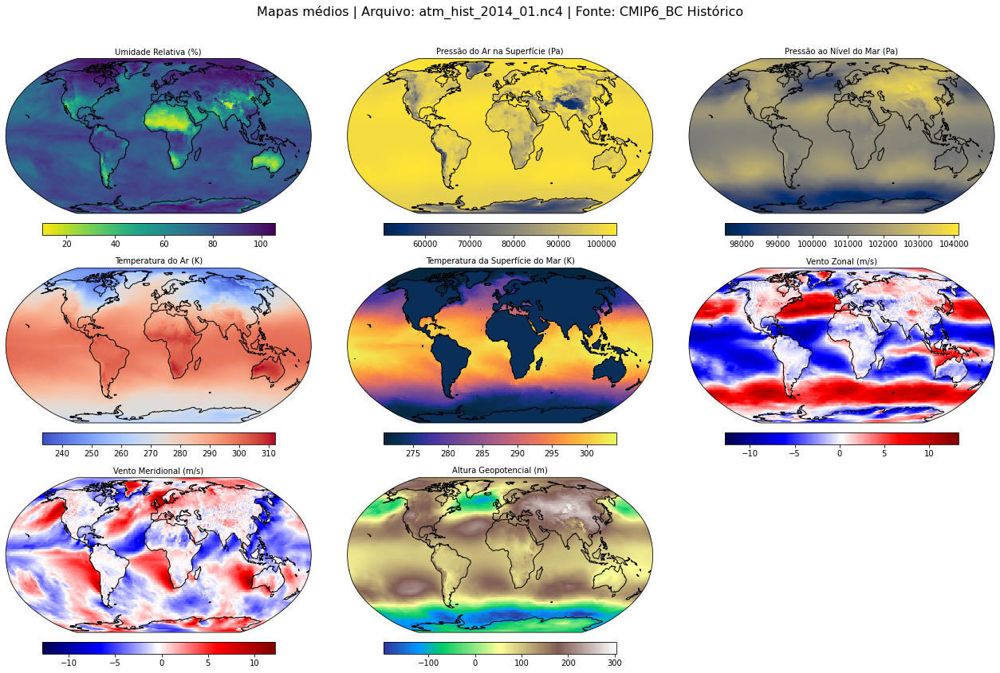 Mapas médios | Arquivo: atm_hist_2014_01.nc4 | Fonte: CMIP6_BC Histórico
Umidade Relativa (%)
20 40 60 80 100
Pressão do Ar na Superfície (Pa)
60000 70000 80000 90000 100000
Pressão ao Nível do Mar (Pa)
98000 99000 100000 101000 102000 103000 104000
Temperatura do Ar (K)
240 250 260 270 280 290 300 310
Temperatura da Superfície do Mar (K)
275 280 285 290 295 300
Vento Zonal (m/s)
−10 −5 0 5 10
Vento Meridional (m/s)
−10 −5 0 5 10
Altura Geopotencial (m)
−100 0 100 200 300